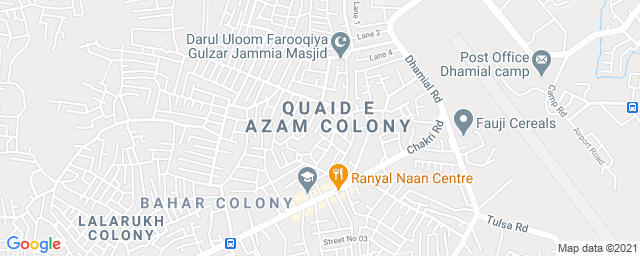 Lane 1
Lane 2
Darul Uloom Farooqiya
Gulzar Jammia Masjid
Lane 4
Dhamial Rd
Post Office
Dhamial camp
Camp Rd
Airport Road
QUAID E
AZAM COLONY
Chakri Rd
Fauji Cereals
Ranyal Naan Centre
BAHAR COLONY
LALARUKH
COLONY
Tulsa Rd
Street No 03
Google
Map data ©2021